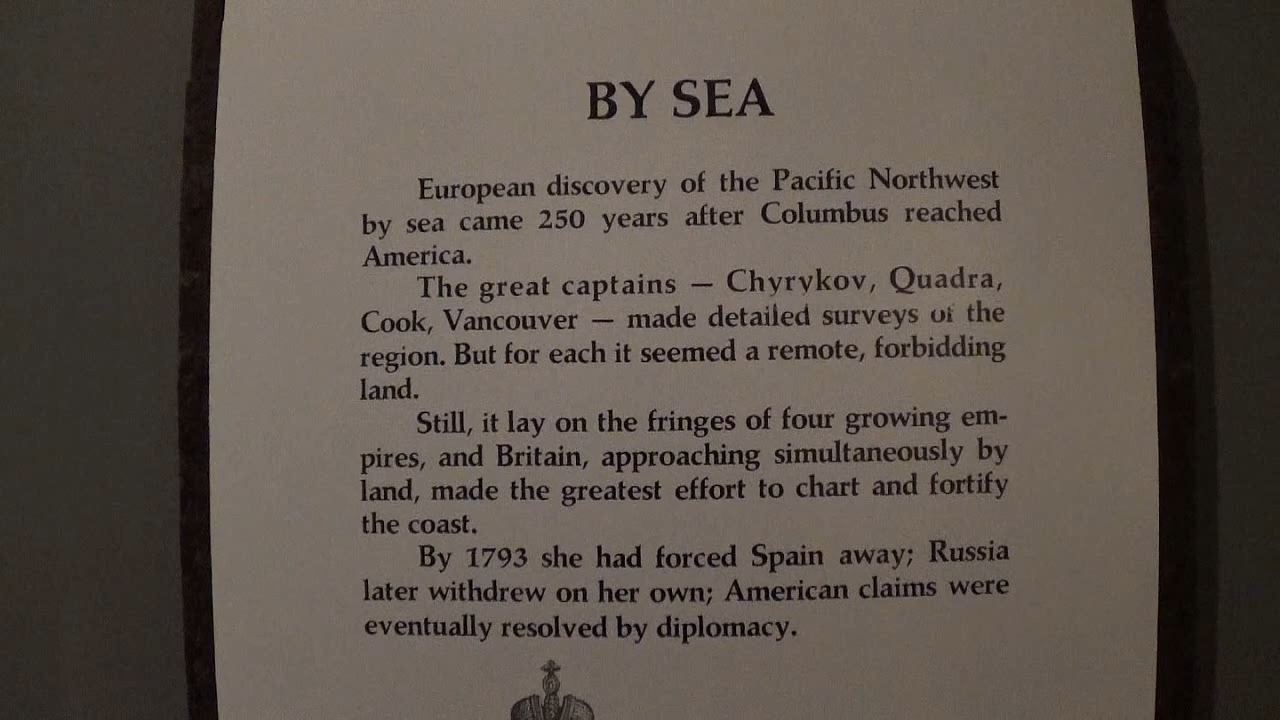 BY SEA
European discovery of the Pacific Northwest
by sea came 250 years after Columbus reached
America.
The great captains — Chyrykov, Quadra,
Cook, Vancouver — made detailed surveys of the
region. But for each it seemed a remote, forbidding
land.
Still, it lay on the fringes of four growing em-
pires, and Britain, approaching simultaneously by
land, made the greatest effort to chart and fortify
the coast.
By 1793 she had forced Spain away; Russia
later withdrew on her own; American claims were
eventually resolved by diplomacy.